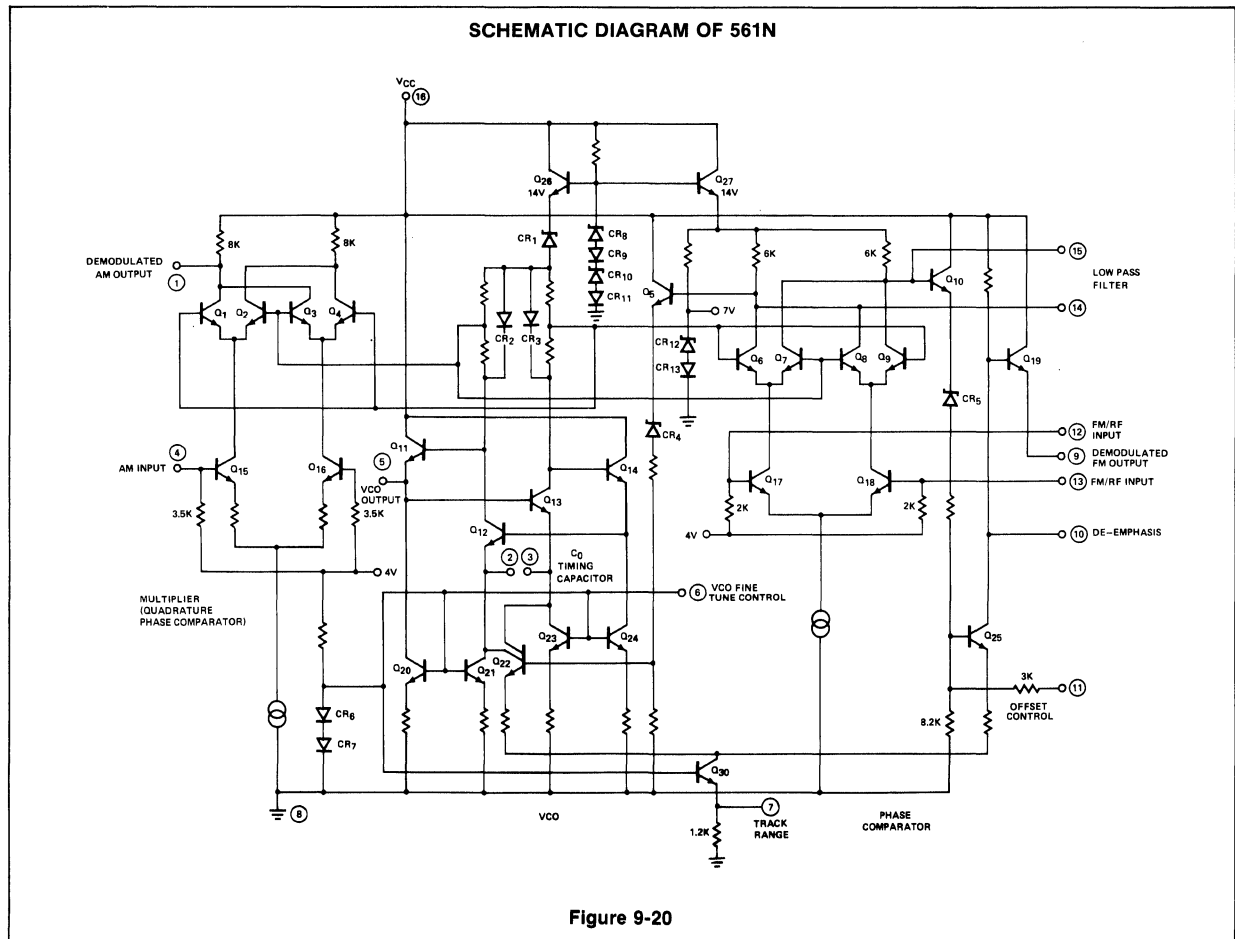 SCHEMATIC DIAGRAM OF 561N
VCC
16
Q26
14V
Q27
14V
8K
8K
CR1
CR8
CR9
CR10
CR11
6K
6K
15
DEMODULATED
AM OUTPUT
1
Q5
Q10
LOW PASS
FILTER
7V
14
Q1
Q2
Q3
Q4
CR2
CR3
CR12
CR13
Q6
Q7
Q8
Q9
Q19
CR5
CR4
12
FM/RF
INPUT
Q11
4
AM INPUT
Q15
Q16
5
VCO
OUTPUT
Q14
9
DEMODULATED
FM OUTPUT
Q17
Q18
13
FM/RF INPUT
Q13
3.5K
3.5K
2K
2K
Q12
4V
10
DE-EMPHASIS
2
3
C0
TIMING
CAPACITOR
4V
6
VCO FINE
TUNE CONTROL
MULTIPLIER
(QUADRATURE
PHASE COMPARATOR)
Q23
Q24
Q25
Q20
Q21
Q22
3K
11
OFFSET
CONTROL
CR6
CR7
8.2K
Q30
8
VCO
7
TRACK
RANGE
PHASE
COMPARATOR
1.2K
Figure 9-20